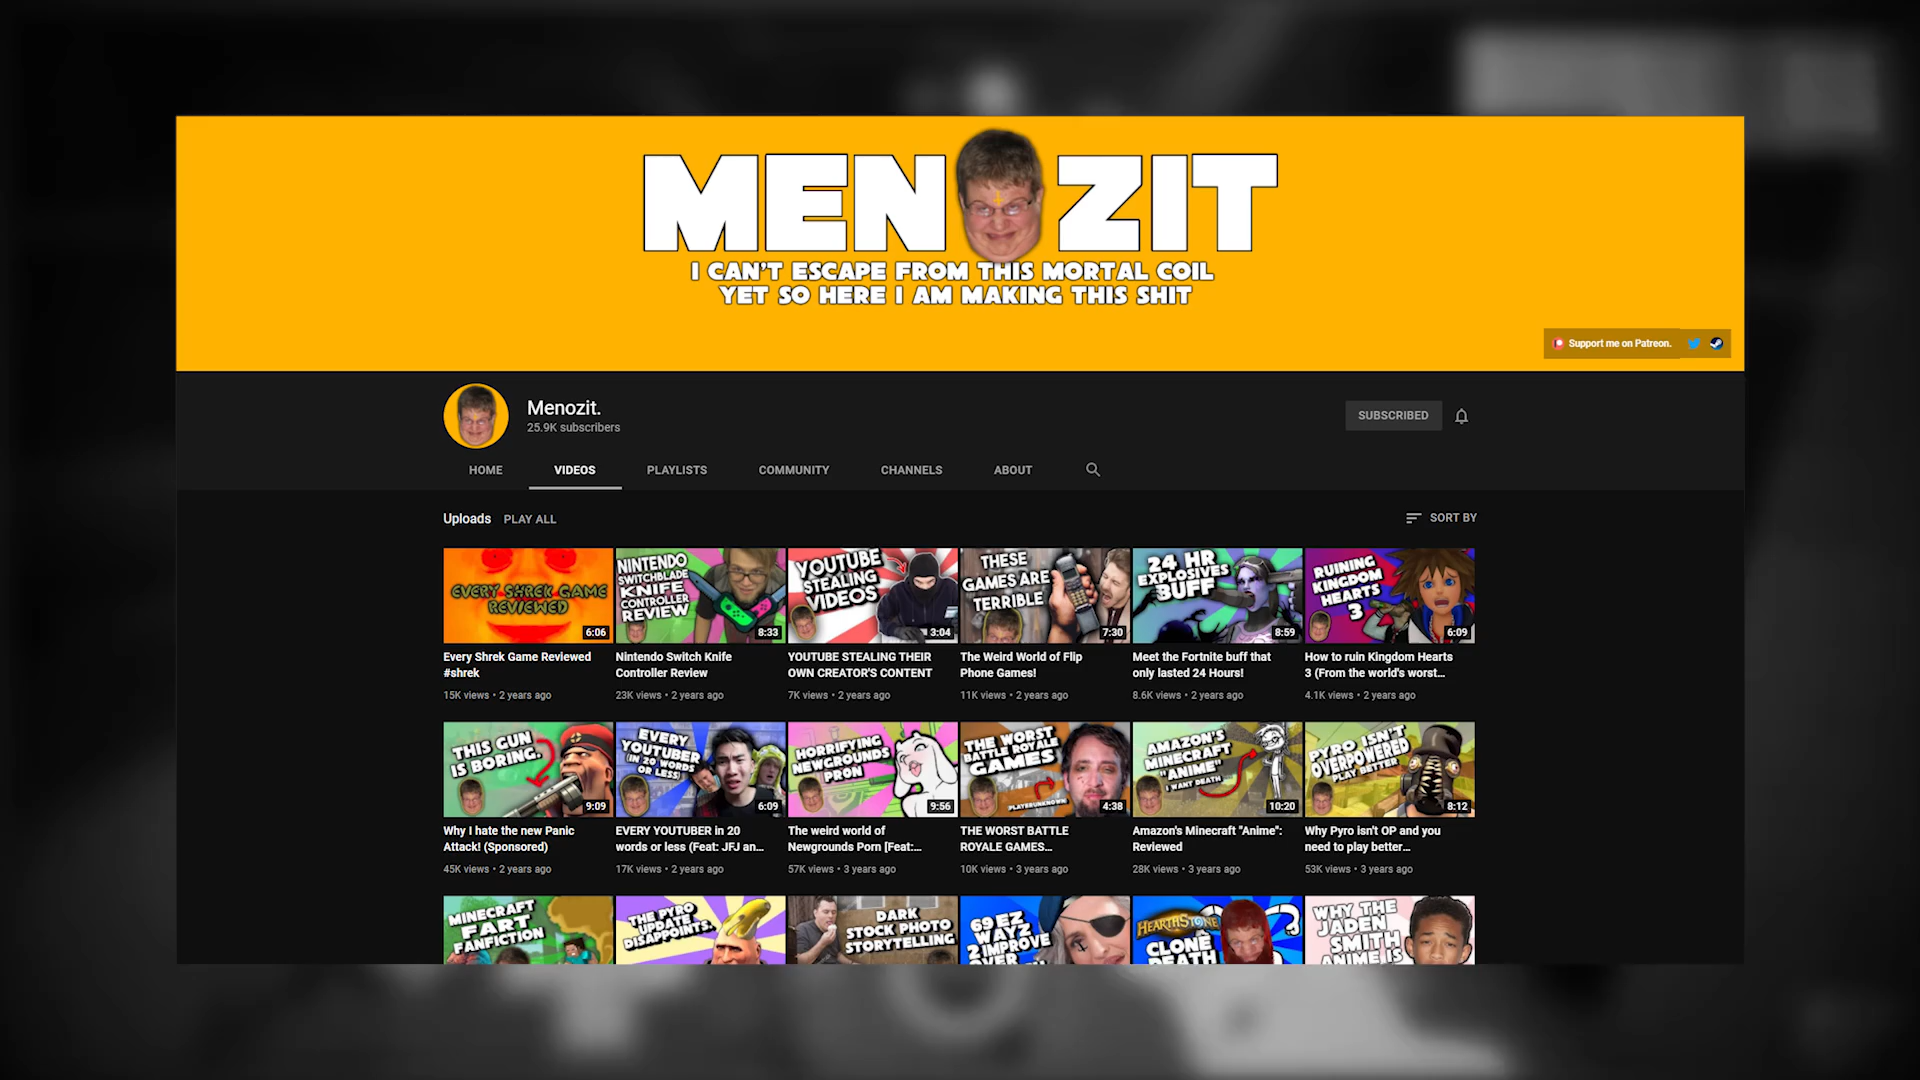 MEN ZIT
I CAN'T ESCAPE FROM THIS MORTAL COIL
YET SO HERE I AM MAKING THIS SHIT
Support me on Patreon.
Menozit.
25.9K subscribers
SUBSCRIBED
HOME VIDEOS PLAYLISTS COMMUNITY CHANNELS ABOUT
Uploads PLAY ALL
SORT BY
EVERY SHREK GAME
REVIEWED
6:06
Every Shrek Game Reviewed
#shrek
15K views • 2 years ago
NINTENDO
SWITCHBLADE
KNIFE
CONTROLLER
REVIEW
8:33
Nintendo Switch Knife
Controller Review
23K views • 2 years ago
YOUTUBE
STEALING
VIDEOS
3:04
YOUTUBE STEALING THEIR
OWN CREATOR'S CONTENT
7K views • 2 years ago
THESE
GAMES ARE
TERRIBLE
7:30
The Weird World of Flip
Phone Games!
11K views • 2 years ago
24 HR
EXPLOSIVES
BUFF
8:59
Meet the Fortnite buff that
only lasted 24 Hours!
8.6K views • 2 years ago
RUINING
KINGDOM
HEARTS
3
6:09
How to ruin Kingdom Hearts
3 (From the world's worst...
4.1K views • 2 years ago
THIS GUN
IS BORING.
9:09
Why I hate the new Panic
Attack! (Sponsored)
45K views • 2 years ago
EVERY
YOUTUBER
(IN 20 WORDS
OR LESS)
6:09
EVERY YOUTUBER in 20
words or less (Feat: JFJ an...
17K views • 2 years ago
HORRIFYING
NEWGROUNDS
PRON
9:56
The weird world of
Newgrounds Porn [Feat:...
57K views • 3 years ago
THE WORST
BATTLE ROYALE
GAMES
PLAYERUNKNOWN
4:38
THE WORST BATTLE
ROYALE GAMES...
10K views • 3 years ago
AMAZON'S
MINECRAFT
"ANIME"
I WANT DEATH
10:20
Amazon's Minecraft "Anime":
Reviewed
28K views • 3 years ago
PYRO ISN'T
OVERPOWERED
PLAY BETTER
8:12
Why Pyro isn't OP and you
need to play better...
53K views • 3 years ago
MINECRAFT
FART
FANFICTION
THE PYRO
UPDATE
DISAPPOINTS.
DARK
STOCK PHOTO
STORYTELLING
69 EZ
WAYZ
2 IMPROVE
OVER
HEARTHSTONE
CLONE
DEATH
WHY THE
JADEN
SMITH
ANIME IS